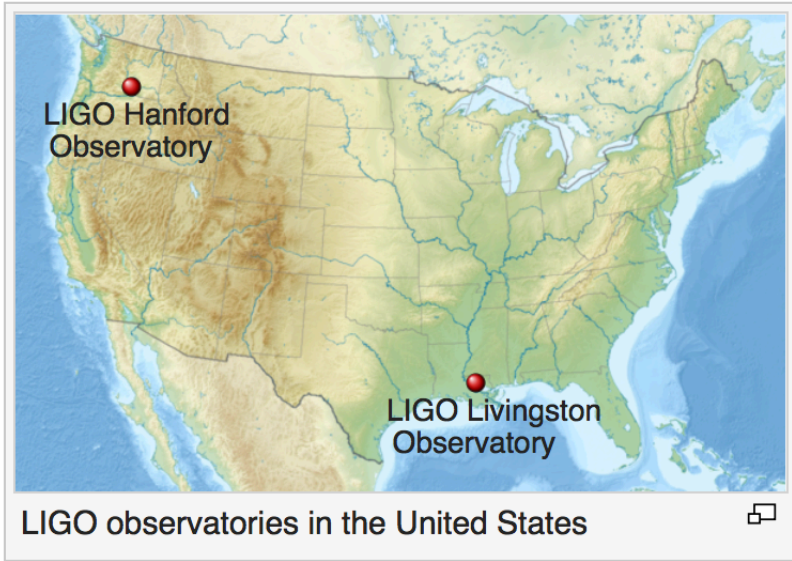 LIGO Hanford
Observatory
LIGO Livingston
Observatory
LIGO observatories in the United States